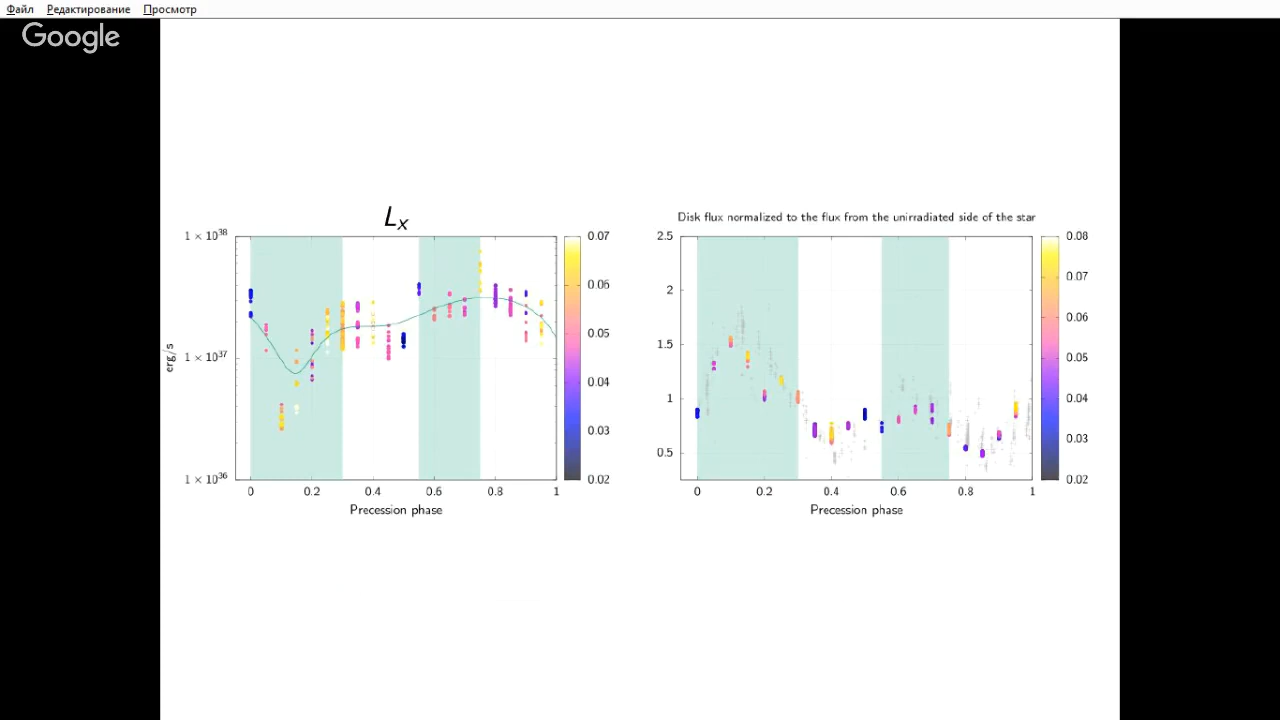 Файл Редактирование Просмотр
Google
Lx
1 × 10^38
1 × 10^37
1 × 10^36
erg/s
0 0.2 0.4 0.6 0.8 1
Precession phase
0.07
0.06
0.05
0.04
0.03
0.02
Disk flux normalized to the flux from the unirradiated side of the star
2.5
2
1.5
1
0.5
0 0.2 0.4 0.6 0.8 1
Precession phase
0.08
0.07
0.06
0.05
0.04
0.03
0.02